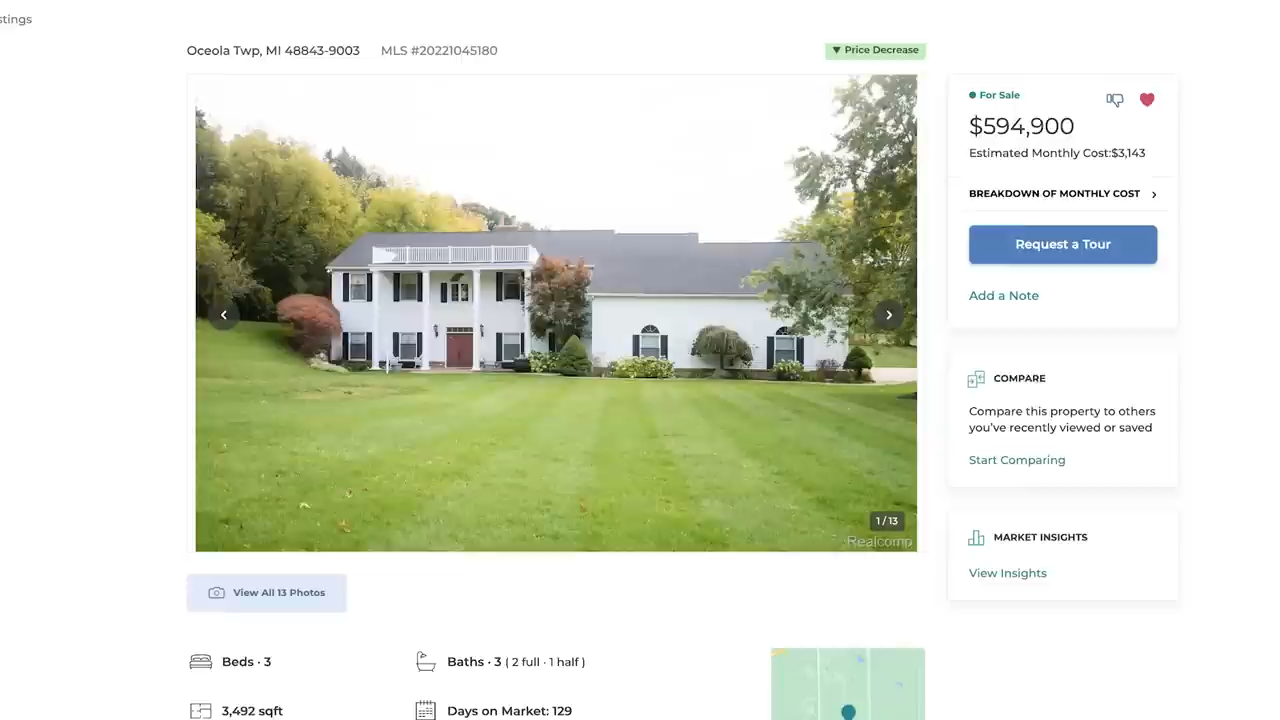 stings
Oceola Twp, MI 48843-9003 MLS #20221045180
▼ Price Decrease
For Sale
$594,900
Estimated Monthly Cost:$3,143
BREAKDOWN OF MONTHLY COST ›
Request a Tour
Add a Note
COMPARE
Compare this property to others
you've recently viewed or saved
Start Comparing
1 / 13
Realcomp
MARKET INSIGHTS
View Insights
View All 13 Photos
Beds · 3
Baths · 3 ( 2 full · 1 half )
3,492 sqft
Days on Market: 129